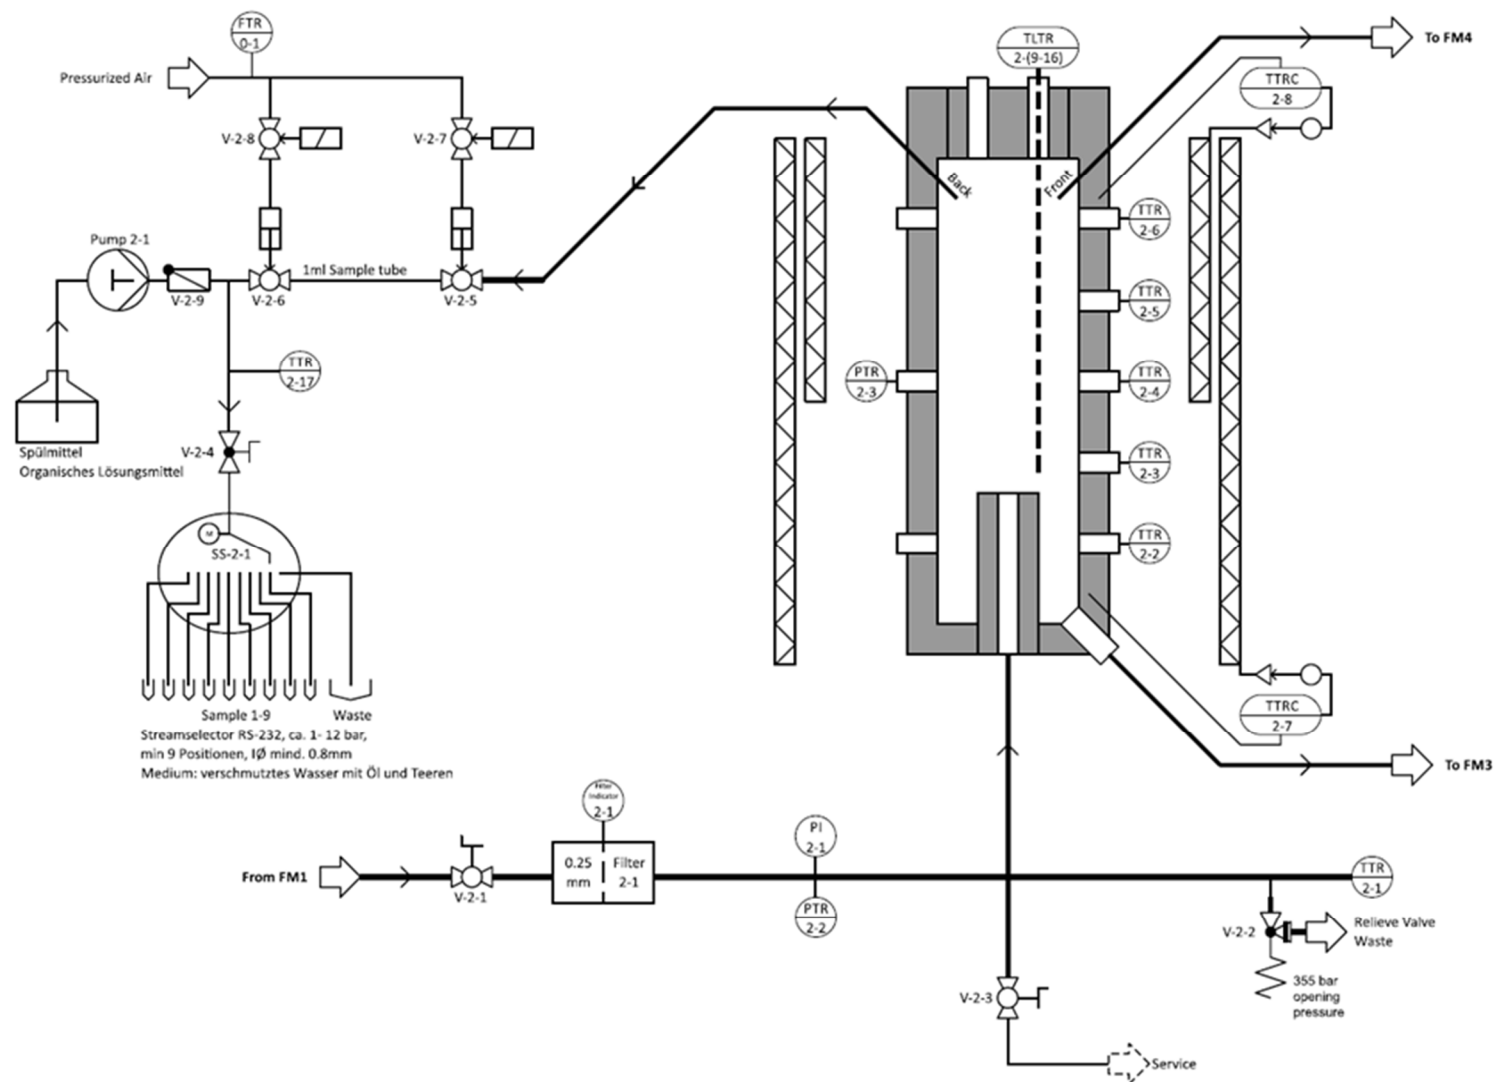 FTR
0-1
Pressurized Air
V-2-8
V-2-7
TLTR
2-(9-16)
To FM4
TTRC
2-8
Back
Front
TTR
2-6
Pump 2-1
1ml Sample tube
V-2-9
V-2-6
V-2-5
TTR
2-5
TTR
2-17
PTR
2-3
TTR
2-4
Spülmittel
Organisches Lösungsmittel
V-2-4
TTR
2-3
M
SS-2-1
TTR
2-2
Sample 1-9
Waste
Streamselector RS-232, ca. 1- 12 bar,
min 9 Positionen, IØ mind. 0.8mm
Medium: verschmutztes Wasser mit Öl und Teeren
TTRC
2-7
To FM3
Filter
Indicator
2-1
From FM1
V-2-1
0.25
mm
Filter
2-1
PI
2-1
PTR
2-2
TTR
2-1
V-2-2
Relieve Valve
Waste
355 bar
opening
pressure
V-2-3
Service